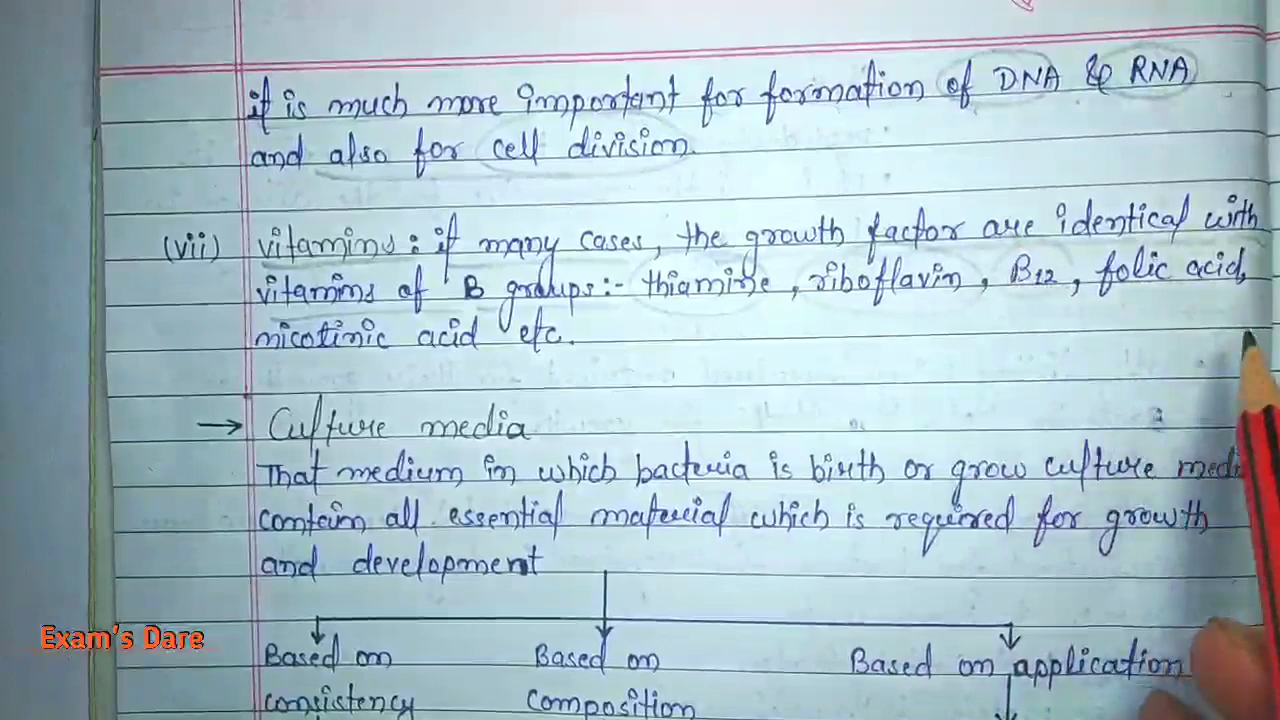 it is much more important for formation of DNA & RNA
and also for cell division.
(vii) vitamins : if many cases, the growth factor are identical with
vitamins of B groups:- thiamine, riboflavin, B12, folic acid,
nicotinic acid etc.
→ Culture media
That medium in which bacteria is birth or grow culture medi
contain all essential material which is required for growth
and development
Exam's Dare
Based on Based on Based on application
consistency composition